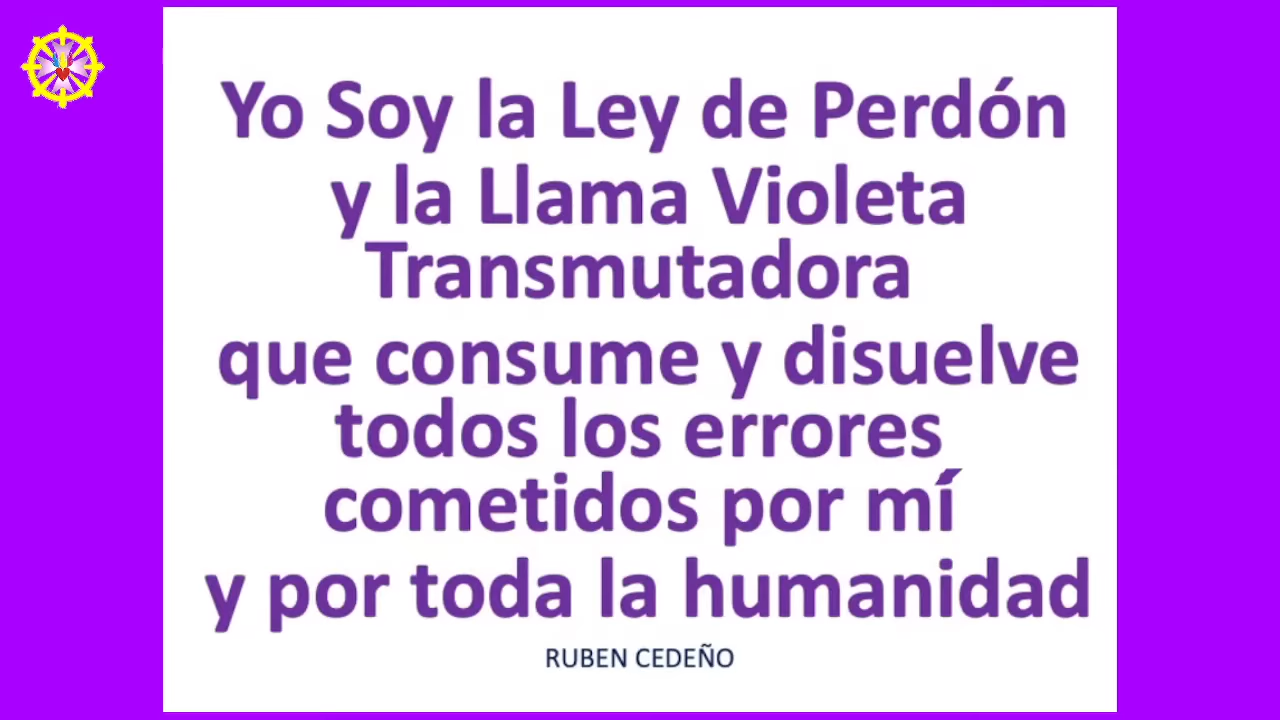 Yo Soy la Ley de Perdón
y la Llama Violeta
Transmutadora
que consume y disuelve
todos los errores
cometidos por mí
y por toda la humanidad
RUBEN CEDEÑO